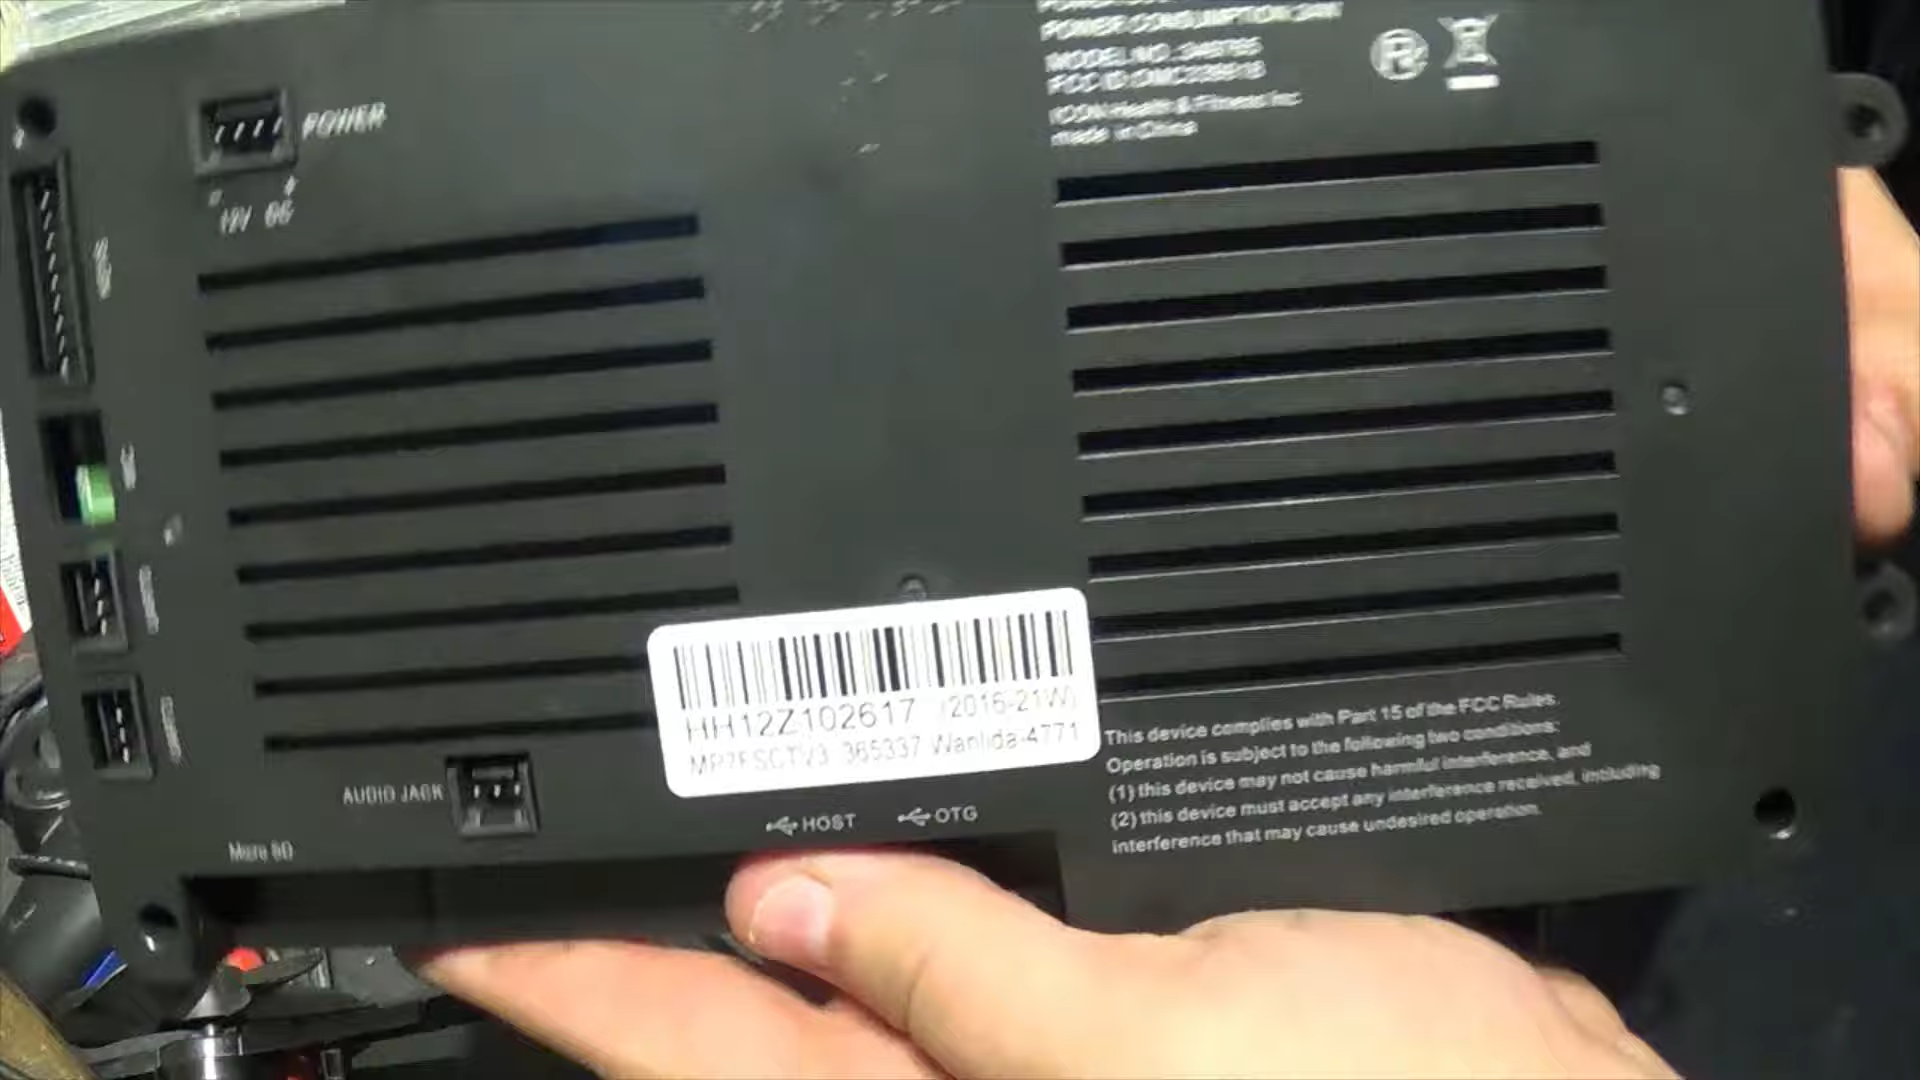 POWER CONSUMPTION
MODEL NO.
FCC ID:
ICON Health & Fitness Inc
made in China
POWER
12V DC
HH12Z102617 (2016-21W)
MP7FSCTV3 365337 Wanlida-4771
AUDIO JACK
HOST OTG
Micro SD
This device complies with Part 15 of the FCC Rules.
Operation is subject to the following two conditions:
(1) this device may not cause harmful interference, and
(2) this device must accept any interference received, including
interference that may cause undesired operation.